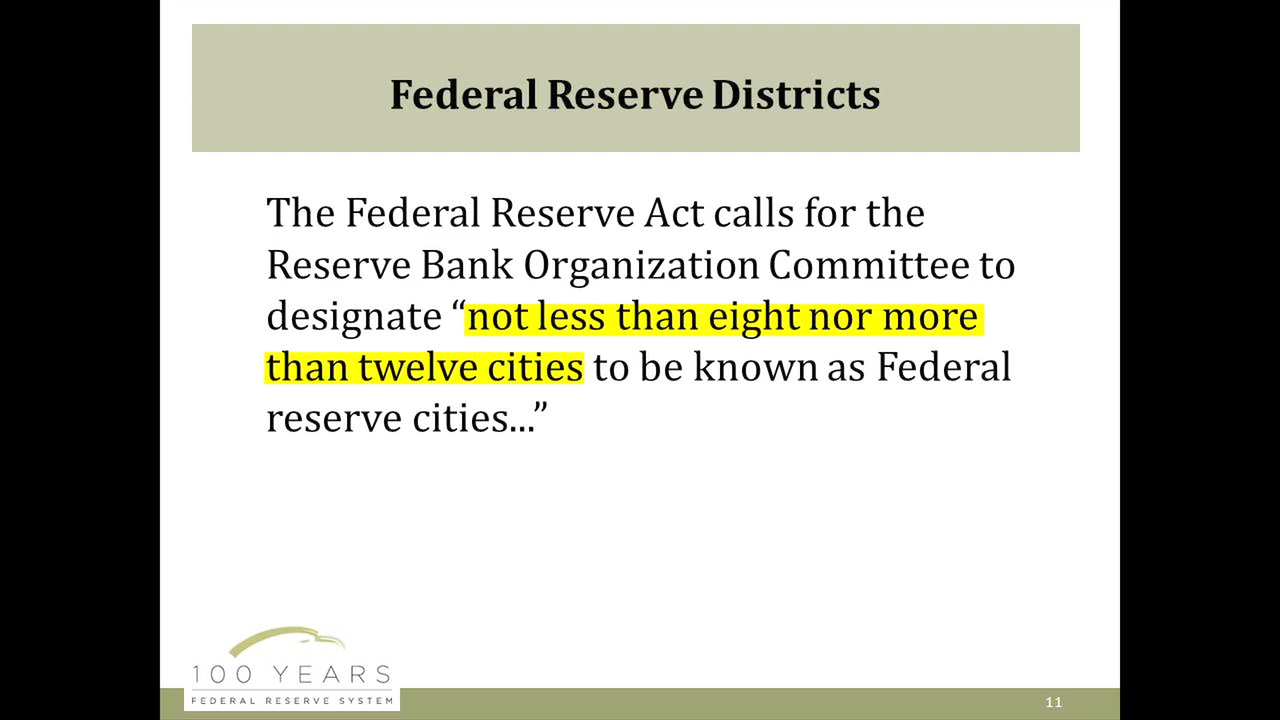 Federal Reserve Districts
The Federal Reserve Act calls for the
Reserve Bank Organization Committee to
designate “not less than eight nor more
than twelve cities to be known as Federal
reserve cities...”
100 YEARS
FEDERAL RESERVE SYSTEM
11